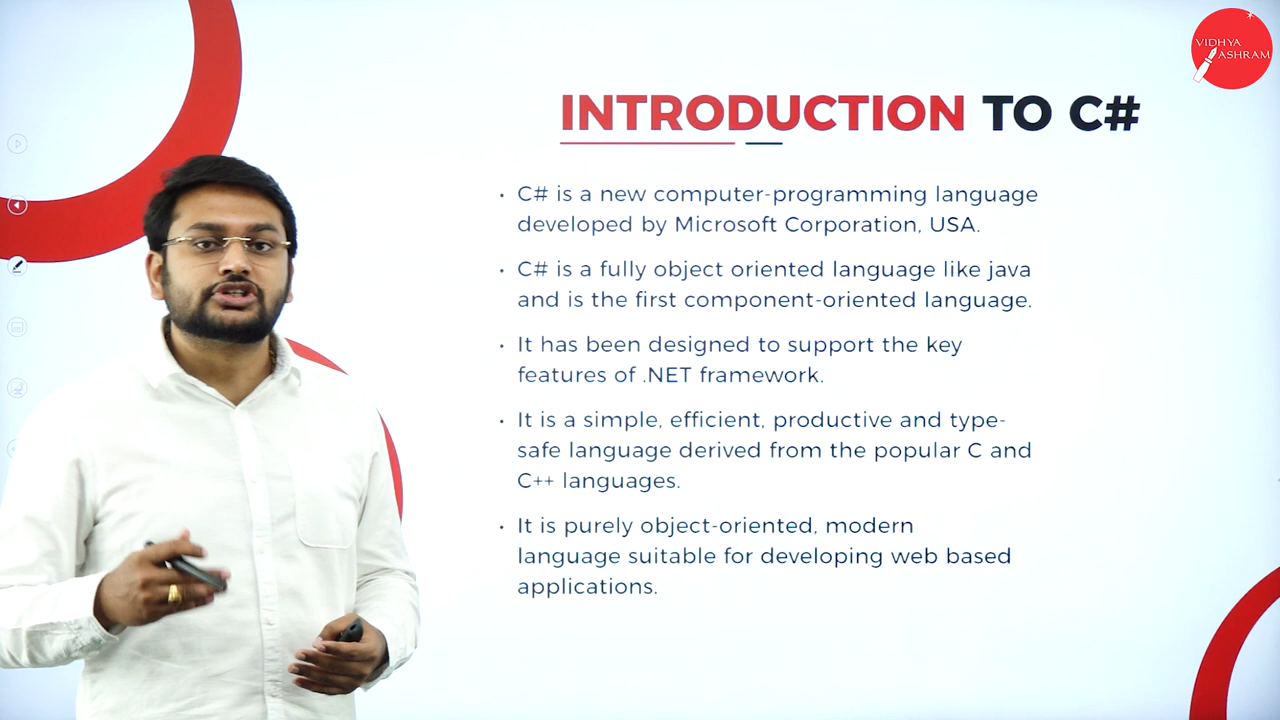 VIDHYA
ASHRAM
INTRODUCTION TO C#
• C# is a new computer-programming language
developed by Microsoft Corporation, USA.
• C# is a fully object oriented language like java
and is the first component-oriented language.
• It has been designed to support the key
features of .NET framework.
• It is a simple, efficient, productive and type-
safe language derived from the popular C and
C++ languages.
• It is purely object-oriented, modern
language suitable for developing web based
applications.